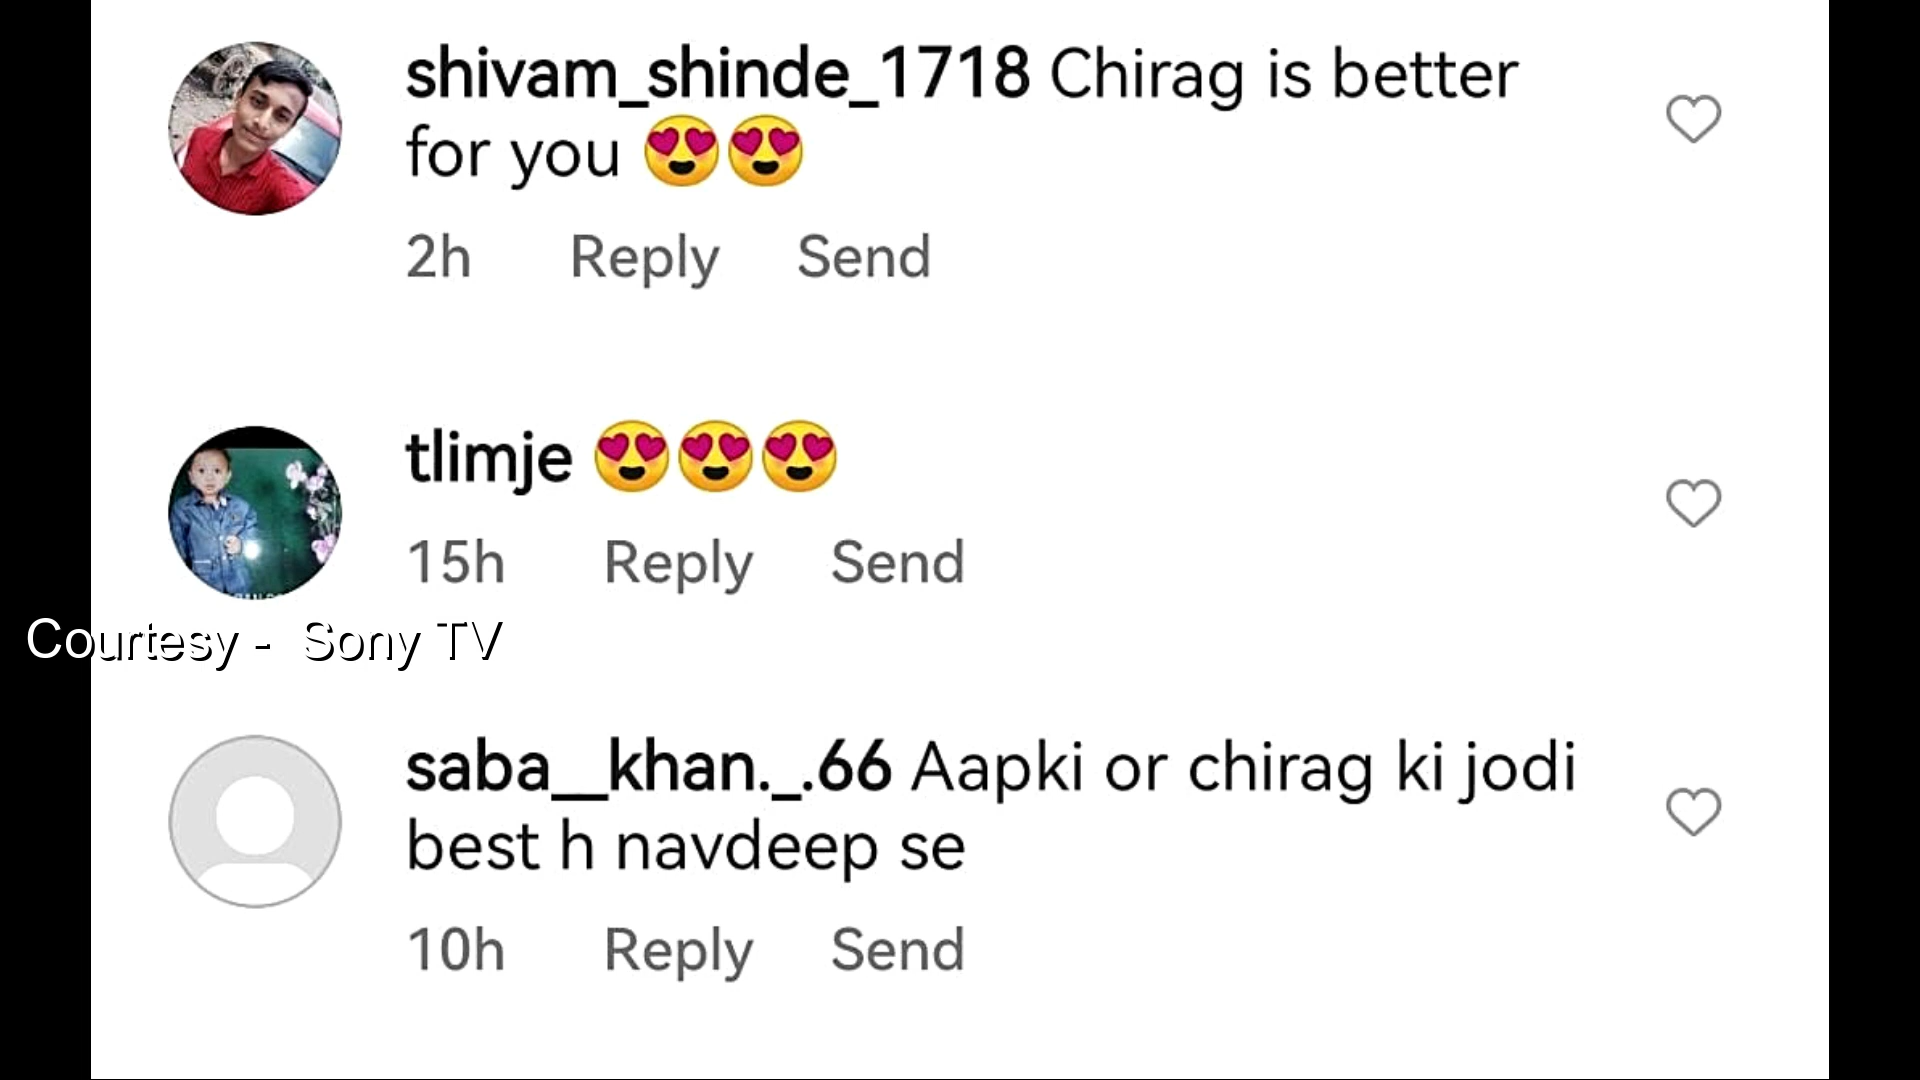 shivam_shinde_1718 Chirag is better
for you 😍😍
2h Reply Send
tlimje 😍😍😍
15h Reply Send
Courtesy - Sony TV
saba__khan._.66 Aapki or chirag ki jodi
best h navdeep se
10h Reply Send